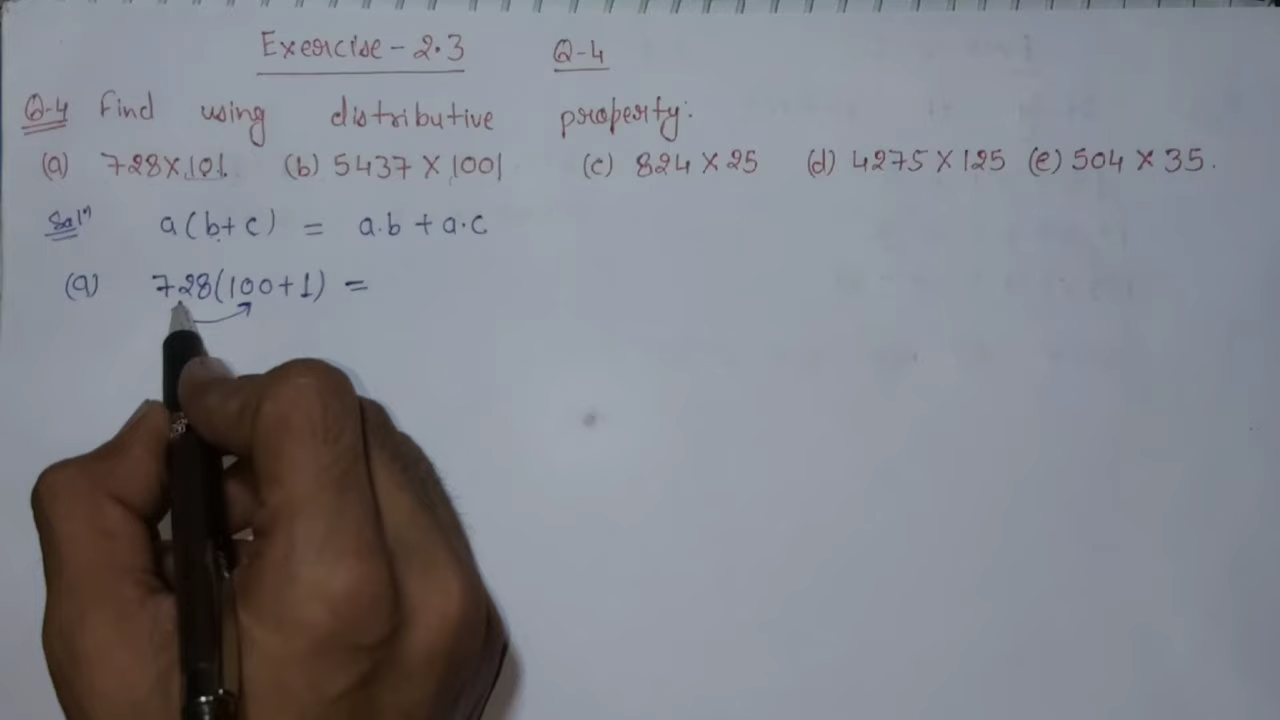 Exercise - 2.3 Q-4
Q-4 Find using distributive property:
(a) 728×101 (b) 5437×1001 (c) 824×25 (d) 4275×125 (e) 504×35.
Solⁿ a(b+c) = a.b + a.c
(a) 728(100+1) =